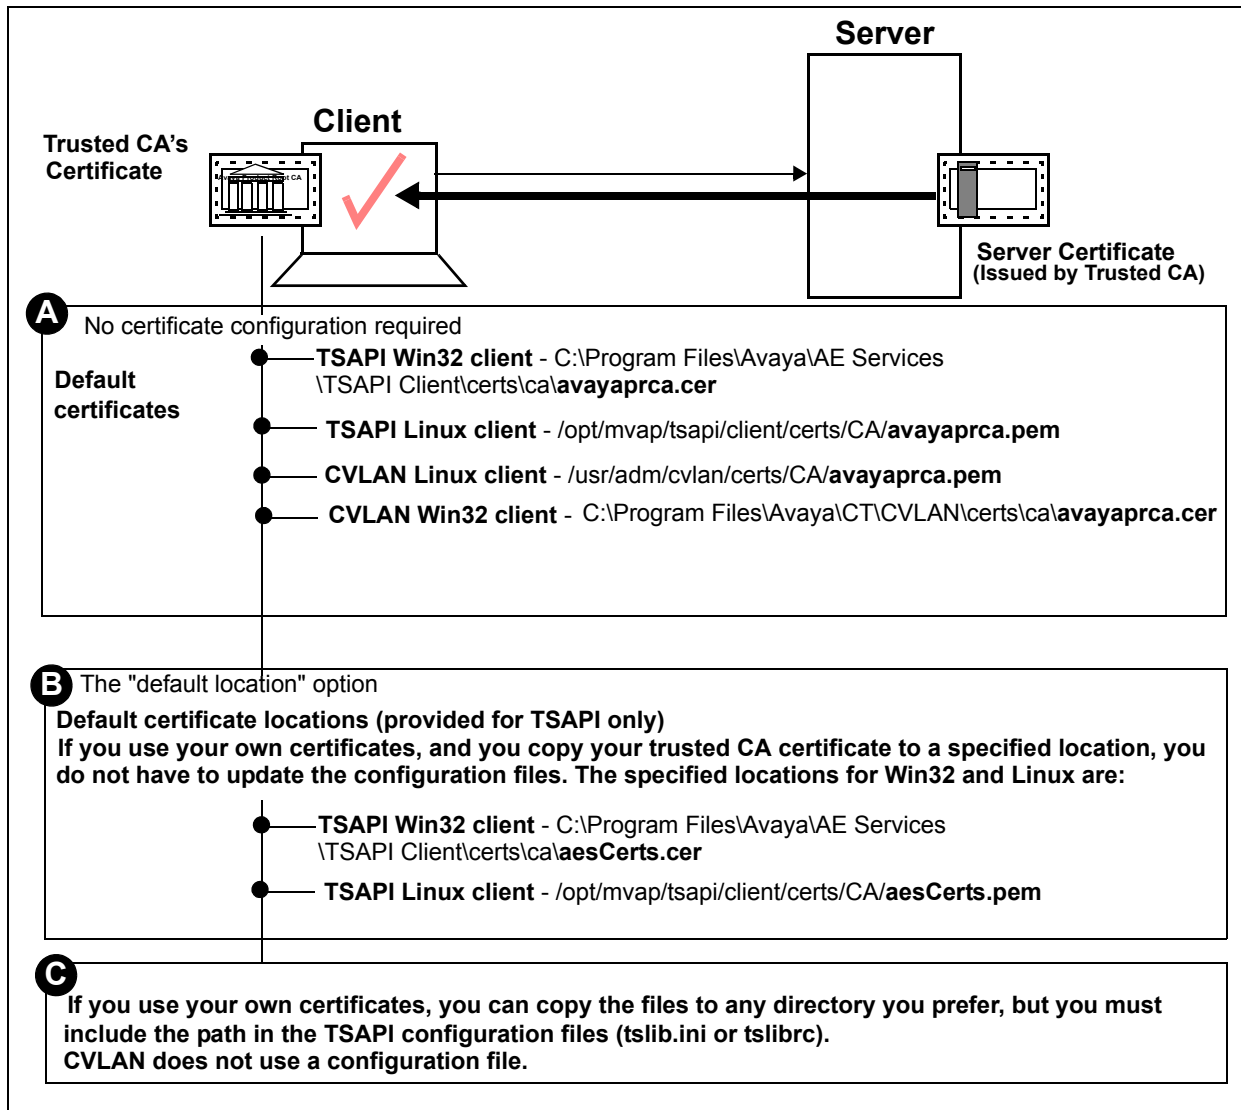 Server
Client
Trusted CA's
Certificate
Avaya Product Root CA
Server Certificate
(Issued by Trusted CA)
A
No certificate configuration required
Default
certificates
TSAPI Win32 client - C:\Program Files\Avaya\AE Services
\TSAPI Client\certs\ca\avayaprca.cer
TSAPI Linux client - /opt/mvap/tsapi/client/certs/CA/avayaprca.pem
CVLAN Linux client - /usr/adm/cvlan/certs/CA/avayaprca.pem
CVLAN Win32 client - C:\Program Files\Avaya\CT\CVLAN\certs\ca\avayaprca.cer
B
The "default location" option
Default certificate locations (provided for TSAPI only)
If you use your own certificates, and you copy your trusted CA certificate to a specified location, you
do not have to update the configuration files. The specified locations for Win32 and Linux are:
TSAPI Win32 client - C:\Program Files\Avaya\AE Services
\TSAPI Client\certs\ca\aesCerts.cer
TSAPI Linux client - /opt/mvap/tsapi/client/certs/CA/aesCerts.pem
C
If you use your own certificates, you can copy the files to any directory you prefer, but you must
include the path in the TSAPI configuration files (tslib.ini or tslibrc).
CVLAN does not use a configuration file.